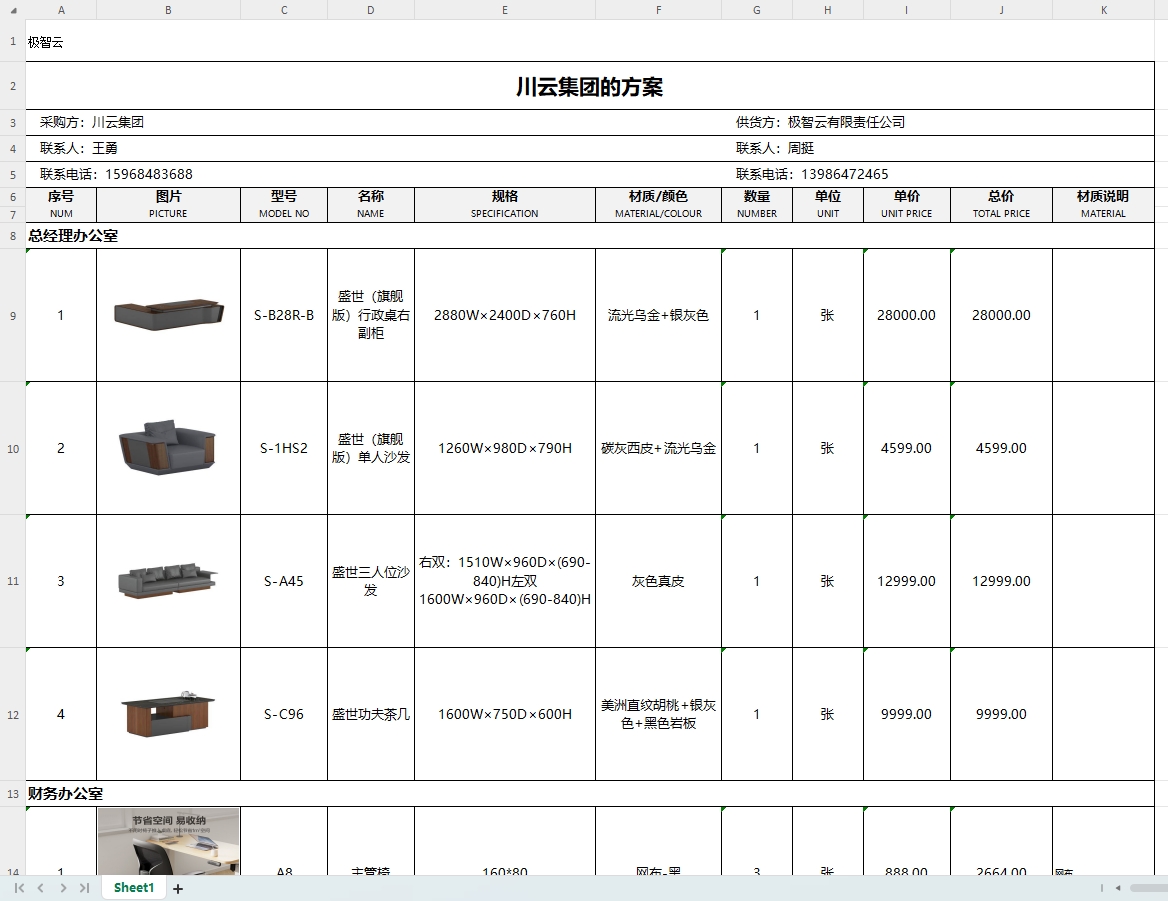 A B C D E F G H I J K
1 极智云
2 川云集团的方案
3 采购方：川云集团 供货方：极智云有限责任公司
4 联系人：王勇 联系人：周挺
5 联系电话：15968483688 联系电话：13986472465
6 序号 图片 型号 名称 规格 材质/颜色 数量 单位 单价 总价 材质说明
7 NUM PICTURE MODEL NO NAME SPECIFICATION MATERIAL/COLOUR NUMBER UNIT UNIT PRICE TOTAL PRICE MATERIAL
8 总经理办公室
盛世（旗舰
9 1 S-B28R-B 版）行政桌右 2880W×2400D×760H 流光乌金+银灰色 1 张 28000.00 28000.00
副柜
盛世（旗舰
10 2 S-1HS2 版）单人沙发 1260W×980D×790H 碳灰西皮+流光乌金 1 张 4599.00 4599.00
右双：1510W×960D×(690-
11 3 S-A45 盛世三人位沙 840)H左双 灰色真皮 1 张 12999.00 12999.00
发 1600W×960D×(690-840)H
美洲直纹胡桃+银灰
12 4 S-C96 盛世功夫茶几 1600W×750D×600H 色+黑色岩板 1 张 9999.00 9999.00
13 财务办公室
节省空间 易收纳
14 1 A8 主管椅 160*80 网布-黑 3 张 888.00 2664.00 网布
Sheet1